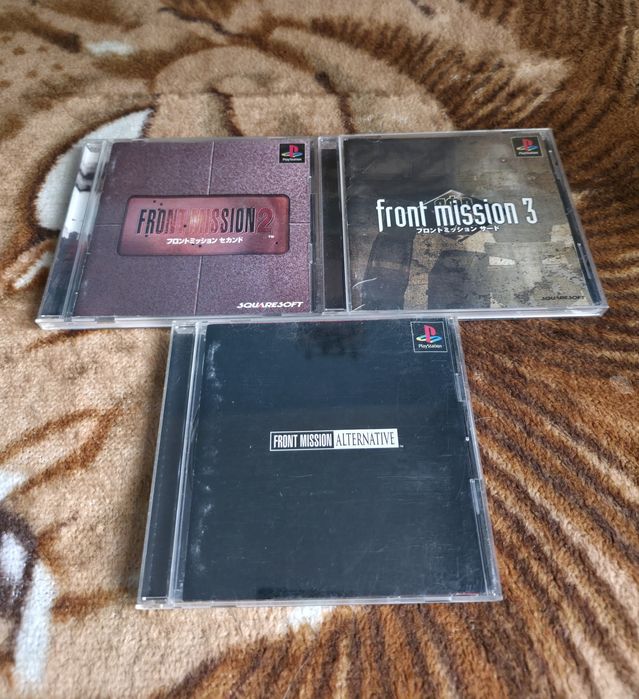 PlayStation
FRONT MISSION 2
TM
フロントミッション セカンド
SQUARESOFT
PlayStation
front mission 3
フロントミッション サード
SQUARESOFT
PlayStation
FRONT MISSION ALTERNATIVE